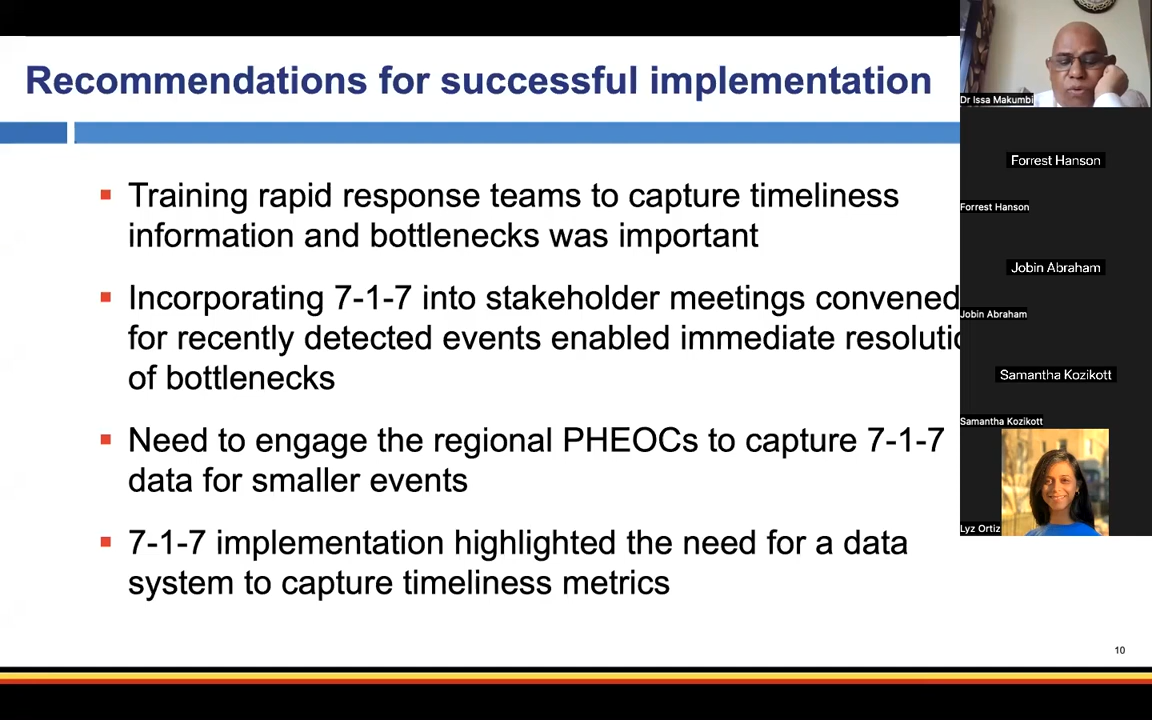 Recommendations for successful implementation
Training rapid response teams to capture timeliness
information and bottlenecks was important
Incorporating 7-1-7 into stakeholder meetings convened
for recently detected events enabled immediate
of bottlenecks
Need to engage the regional PHEOCs to capture 7-1-7
data for smaller events
7-1-7 implementation highlighted the need for a data
system to capture timeliness metrics
10
Dr Issa Makumbi
Forrest Hanson
Forrest Hanson
Jobin Abraham
Jobin Abraham
Samantha Kozikott
Samantha Kozikott
Lyz Ortiz